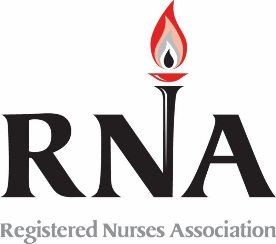 RNA
Registered Nurses Association